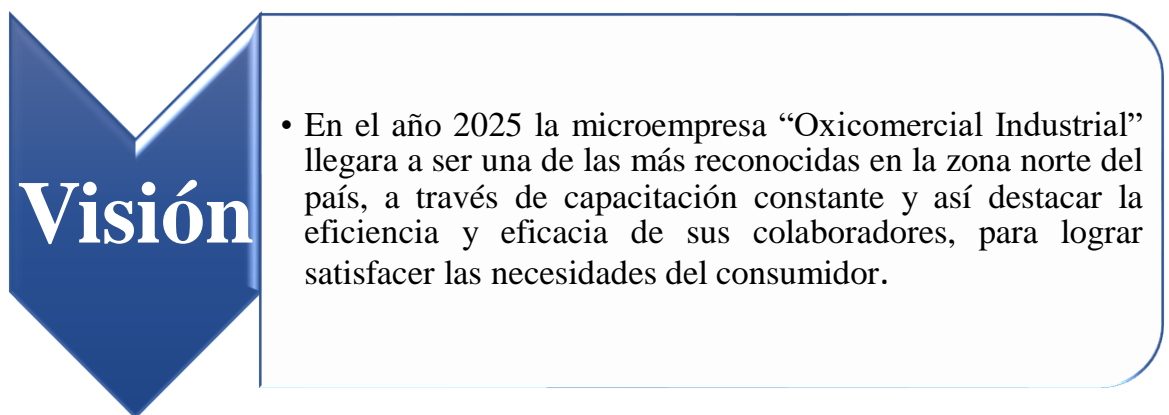 Visión
• En el año 2025 la microempresa “Oxicomercial Industrial”
llegara a ser una de las más reconocidas en la zona norte del
país, a través de capacitación constante y así destacar la
eficiencia y eficacia de sus colaboradores, para lograr
satisfacer las necesidades del consumidor.